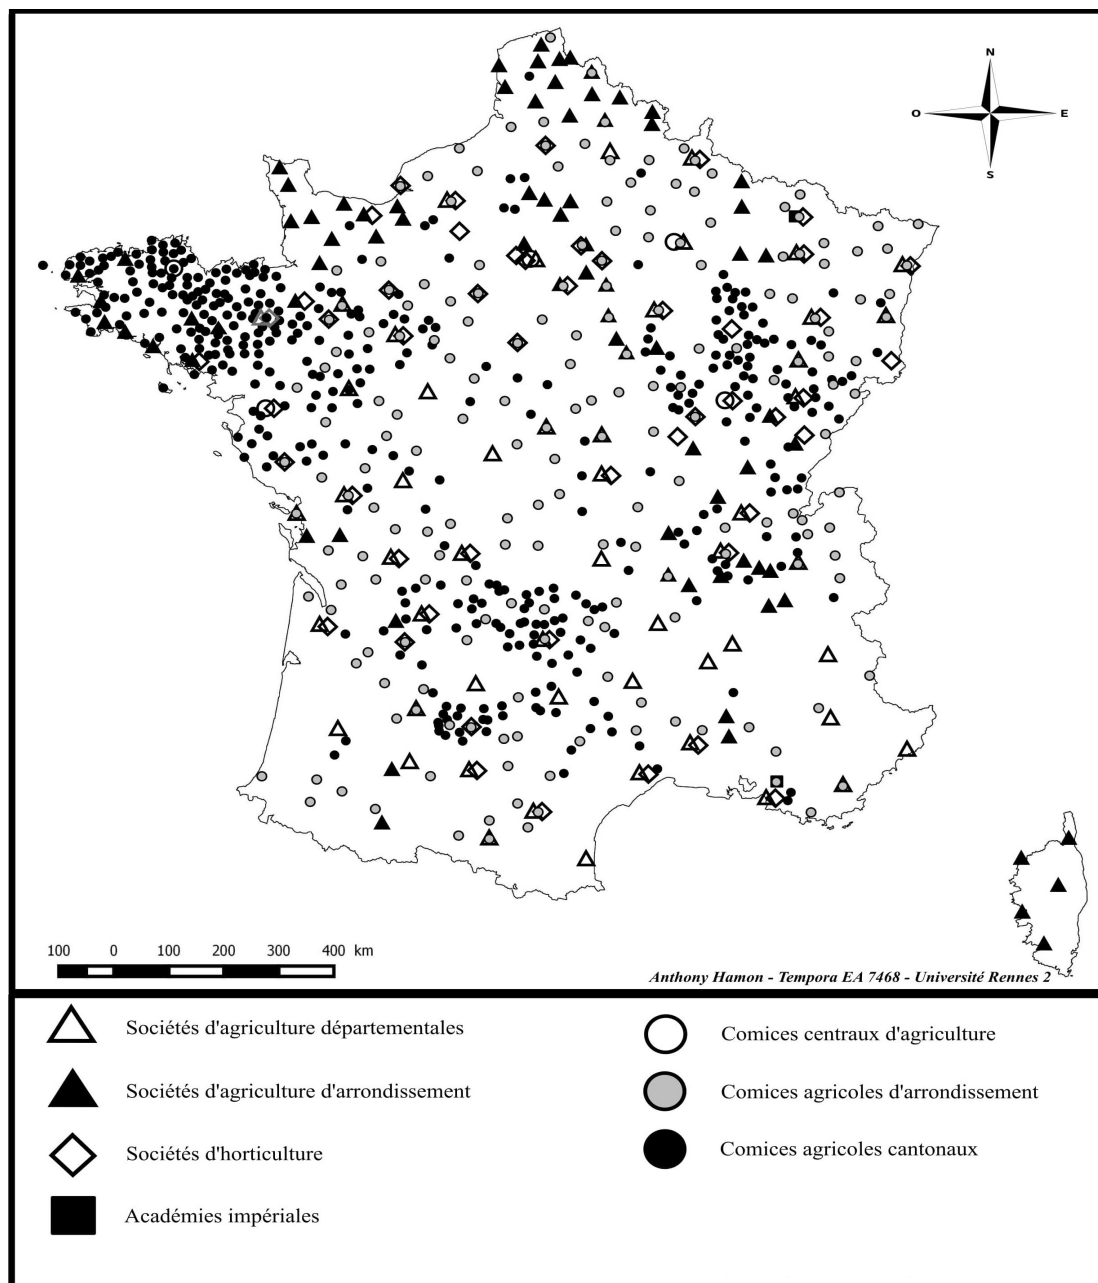 N
O
E
S
100 0 100 200 300 400 km
Anthony Hamon - Tempora EA 7468 - Université Rennes 2
Sociétés d'agriculture départementales
Sociétés d'agriculture d'arrondissement
Sociétés d'horticulture
Académies impériales
Comices centraux d'agriculture
Comices agricoles d'arrondissement
Comices agricoles cantonaux